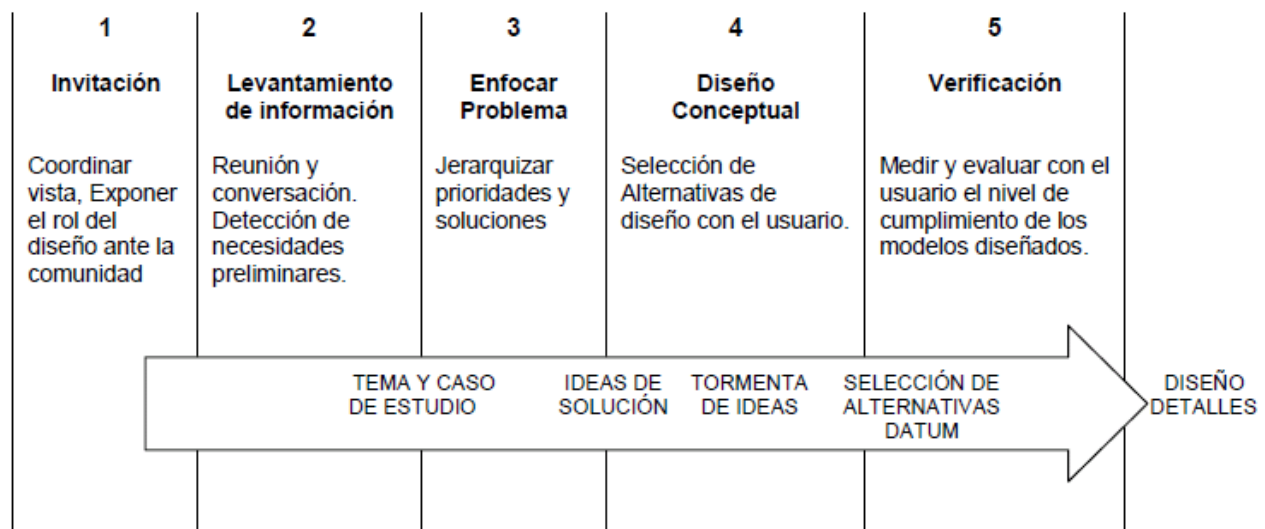 1
Invitación
Coordinar
vista, Exponer
el rol del
diseño ante la
comunidad
2
Levantamiento
de información
Reunión y
conversación.
Detección de
necesidades
preliminares.
3
Enfocar
Problema
Jerarquizar
prioridades y
soluciones
4
Diseño
Conceptual
Selección de
Alternativas de
diseño con el usuario.
5
Verificación
Medir y evaluar con el
usuario el nivel de
cumplimiento de los
modelos diseñados.
TEMA Y CASO
DE ESTUDIO
IDEAS DE
SOLUCIÓN
TORMENTA
DE IDEAS
SELECCIÓN DE
ALTERNATIVAS
DATUM
DISEÑO
DETALLES